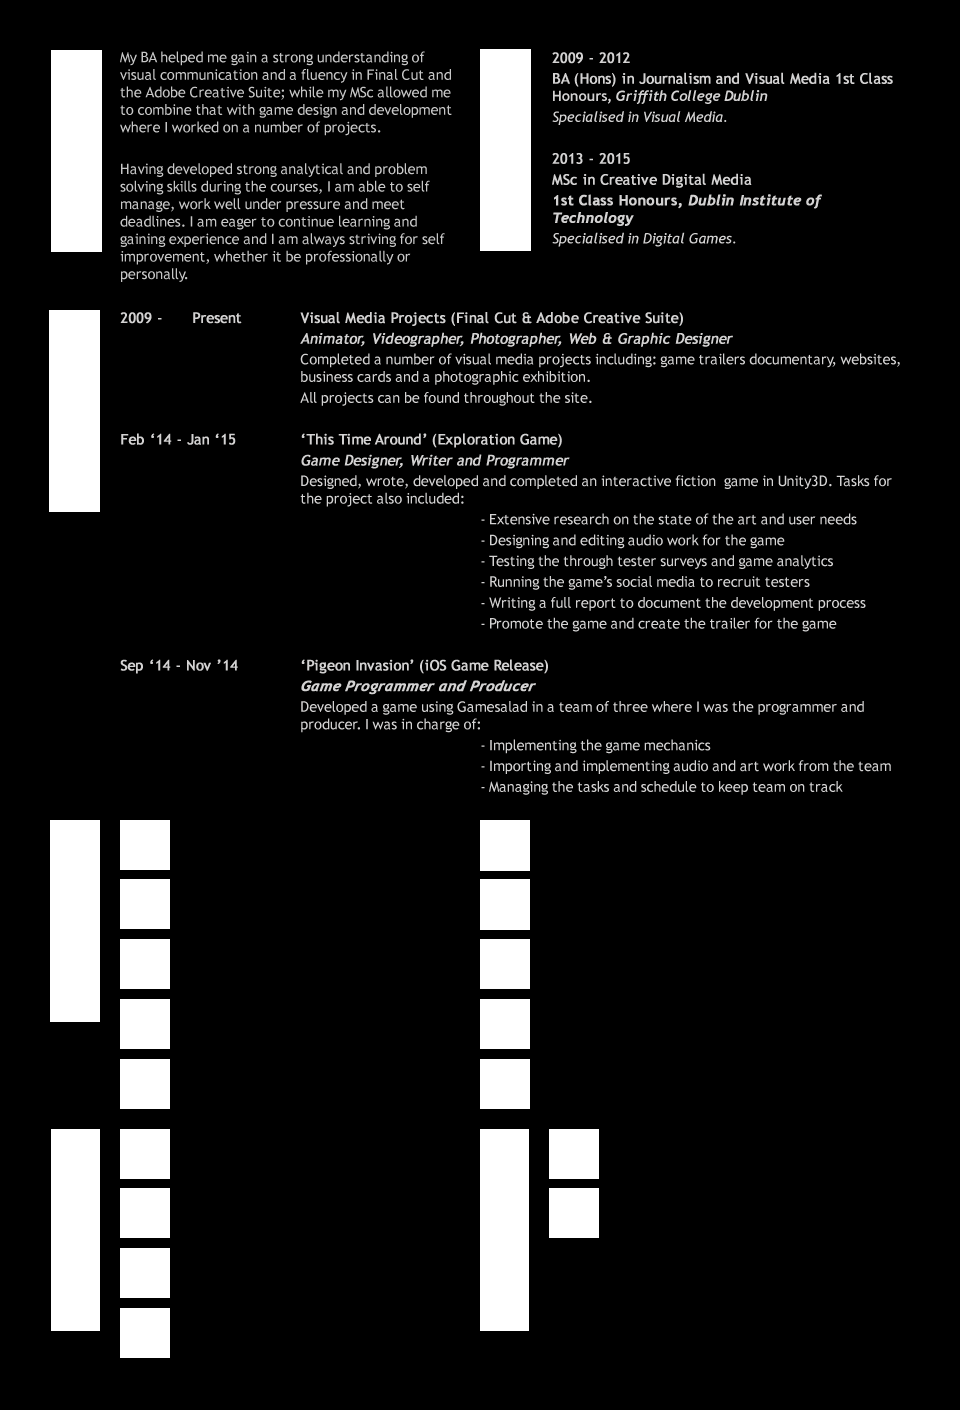 My BA helped me gain a strong understanding of
visual communication and a fluency in Final Cut and
the Adobe Creative Suite; while my MSc allowed me
to combine that with game design and development
where I worked on a number of projects.
Having developed strong analytical and problem
solving skills during the courses, I am able to self
manage, work well under pressure and meet
deadlines. I am eager to continue learning and
gaining experience and I am always striving for self
improvement, whether it be professionally or
personally.
2009 - 2012
BA (Hons) in Journalism and Visual Media 1st Class
Honours, Griffith College Dublin
Specialised in Visual Media.
2013 - 2015
MSc in Creative Digital Media
1st Class Honours, Dublin Institute of
Technology
Specialised in Digital Games.
2009 - Present Visual Media Projects (Final Cut & Adobe Creative Suite)
Animator, Videographer, Photographer, Web & Graphic Designer
Completed a number of visual media projects including: game trailers documentary, websites,
business cards and a photographic exhibition.
All projects can be found throughout the site.
Feb ‘14 - Jan ‘15 ‘This Time Around’ (Exploration Game)
Game Designer, Writer and Programmer
Designed, wrote, developed and completed an interactive fiction game in Unity3D. Tasks for
the project also included:
- Extensive research on the state of the art and user needs
- Designing and editing audio work for the game
- Testing the through tester surveys and game analytics
- Running the game’s social media to recruit testers
- Writing a full report to document the development process
- Promote the game and create the trailer for the game
Sep ‘14 - Nov ’14 ‘Pigeon Invasion’ (iOS Game Release)
Game Programmer and Producer
Developed a game using Gamesalad in a team of three where I was the programmer and
producer. I was in charge of:
- Implementing the game mechanics
- Importing and implementing audio and art work from the team
- Managing the tasks and schedule to keep team on track